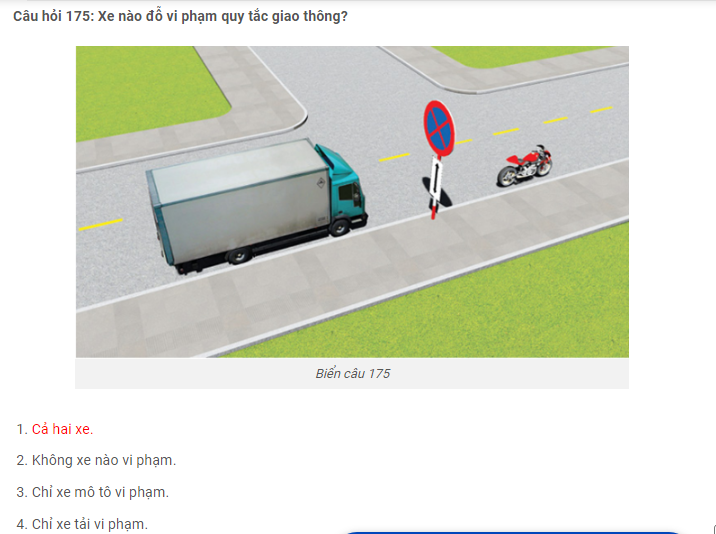 Câu hỏi 175: Xe nào đỗ vi phạm quy tắc giao thông?
Biển câu 175
1. Cả hai xe.
2. Không xe nào vi phạm.
3. Chỉ xe mô tô vi phạm.
4. Chỉ xe tải vi phạm.